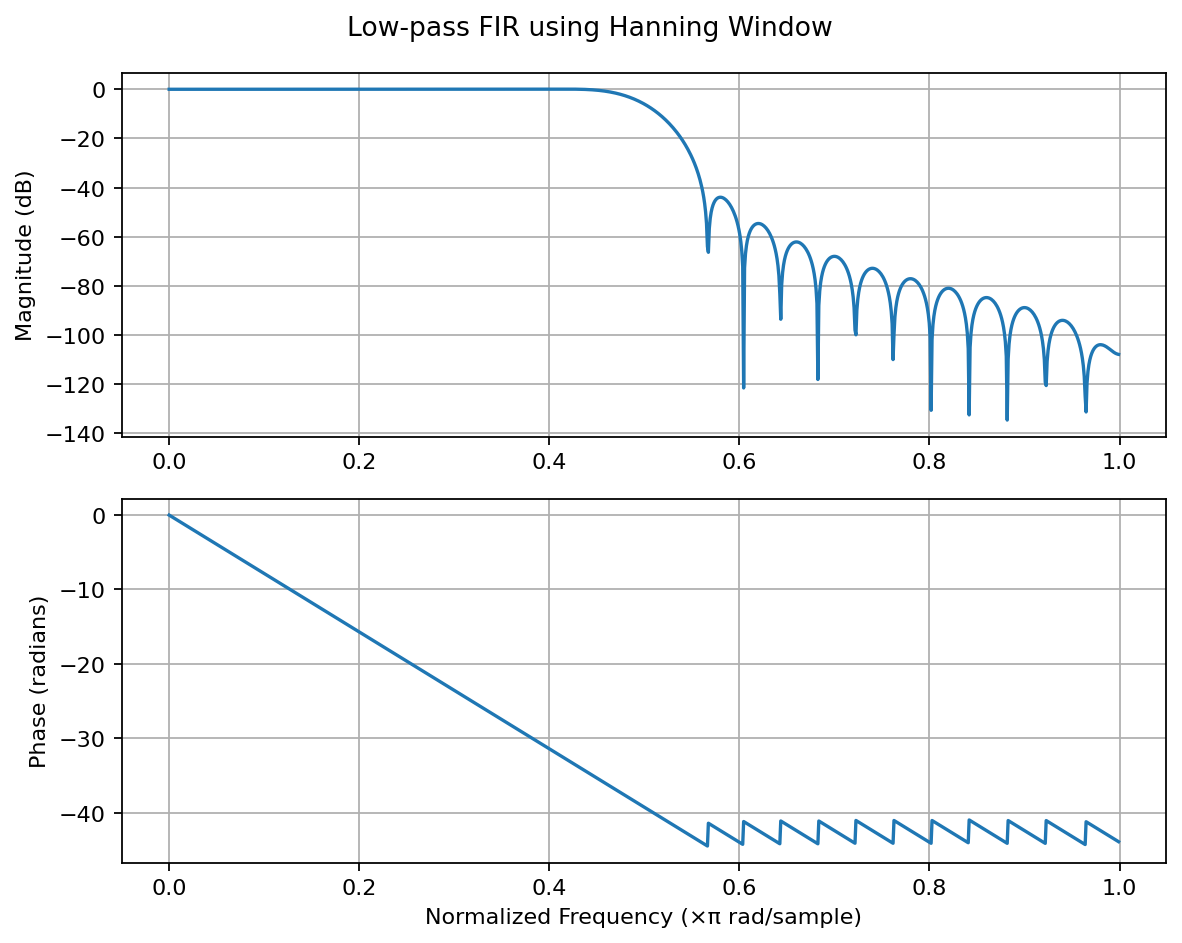 Low-pass FIR using Hanning Window
Magnitude (dB)
0
−20
−40
−60
−80
−100
−120
−140
0.0 0.2 0.4 0.6 0.8 1.0
Phase (radians)
0
−10
−20
−30
−40
0.0 0.2 0.4 0.6 0.8 1.0
Normalized Frequency (×π rad/sample)